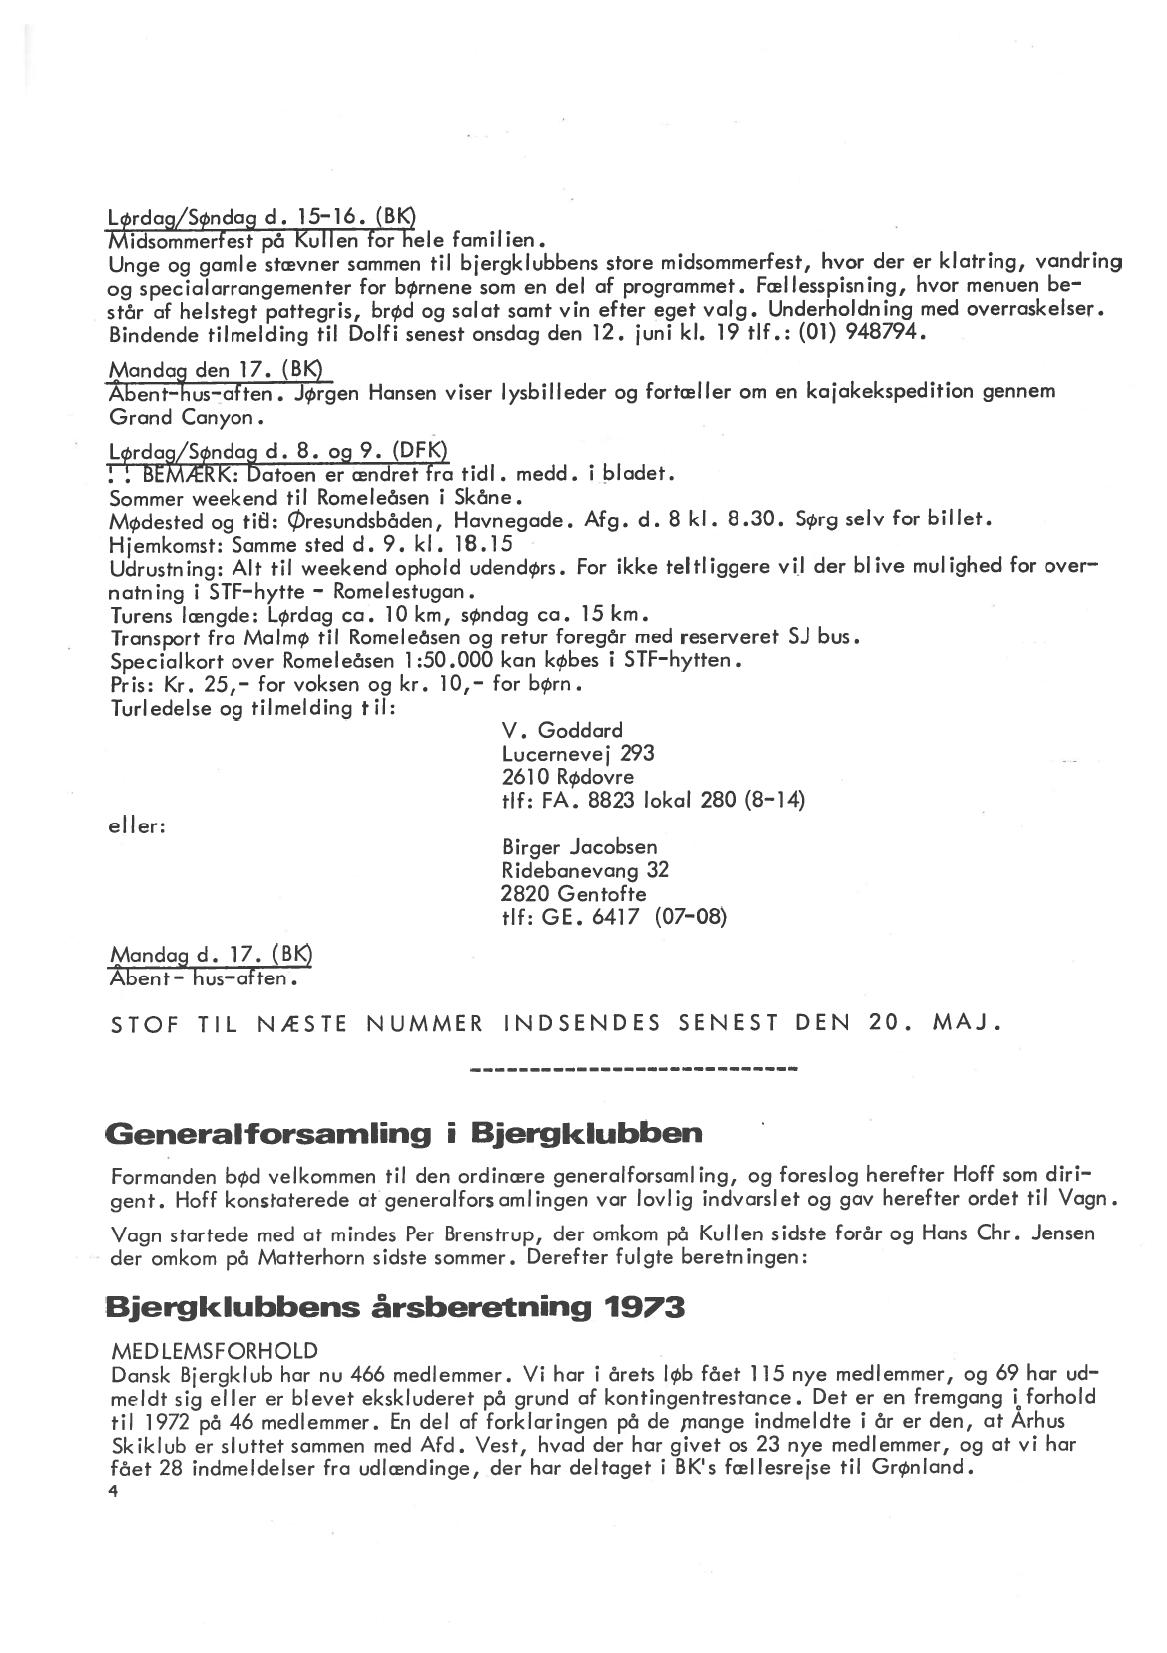 Lørdag/Søndag d. 15-16. (BK)
Midsommerfest på Kullen for hele familien.
Unge og gamle stævner sammen til bjergklubbens store midsommerfest, hvor der er klatring, vandring
og specialarrangementer for børnene som en del af programmet. Fællesspisning, hvor menuen be-
står af helstegt pattegris, brød og salat samt vin efter eget valg. Underholdning med overraskelser.
Bindende tilmelding til Dolfi senest onsdag den 12. juni kl. 19 tlf.: (01) 948794.
Mandag den 17. (BK)
Åbent-hus-aften. Jørgen Hansen viser lysbilleder og fortæller om en kajakekspedition gennem
Grand Canyon.
Lørdag/Søndag d. 8. og 9. (DFK)
!! BEMÆRK: Datoen er ændret fra tidl. medd. i bladet.
Sommer weekend til Romeleåsen i Skåne.
Mødested og tid: Øresundsbåden, Havnegade. Afg. d. 8 kl. 8.30. Sørg selv for billet.
Hjemkomst: Samme sted d. 9. kl. 18.15
Udrustning: Alt til weekend ophold udendørs. For ikke teltliggere vil der blive mulighed for over-
natning i STF-hytte - Romelestugan.
Turens længde: Lørdag ca. 10 km, søndag ca. 15 km.
Transport fra Malmø til Romeleåsen og retur foregår med reserveret SJ bus.
Specialkort over Romeleåsen 1:50.000 kan købes i STF-hytten.
Pris: Kr. 25,- for voksen og kr. 10,- for børn.
Turledelse og tilmelding til:
V. Goddard
Lucernevej 293
2610 Rødovre
tlf: FA. 8823 lokal 280 (8-14)
eller:
Birger Jacobsen
Ridebanevang 32
2820 Gentofte
tlf: GE. 6417 (07-08)
Mandag d. 17. (BK)
Åbent- hus-aften.
STOF TIL NÆSTE NUMMER INDSENDES SENEST DEN 20. MAJ.
----------------------------
Generalforsamling i Bjergklubben
Formanden bød velkommen til den ordinære generalforsamling, og foreslog herefter Hoff som diri-
gent. Hoff konstaterede at generalforsamlingen var lovlig indvarslet og gav herefter ordet til Vagn.
Vagn startede med at mindes Per Brenstrup, der omkom på Kullen sidste forår og Hans Chr. Jensen
der omkom på Matterhorn sidste sommer. Derefter fulgte beretningen:
Bjergklubbens årsberetning 1973
MEDLEMSFORHOLD
Dansk Bjergklub har nu 466 medlemmer. Vi har i årets løb fået 115 nye medlemmer, og 69 har ud-
meldt sig eller er blevet ekskluderet på grund af kontingentrestance. Det er en fremgang i forhold
til 1972 på 46 medlemmer. En del af forklaringen på de mange indmeldte i år er den, at Århus
Skiklub er sluttet sammen med Afd. Vest, hvad der har givet os 23 nye medlemmer, og at vi har
fået 28 indmeldelser fra udlændinge, der har deltaget i BK's fællesrejse til Grønland.
4